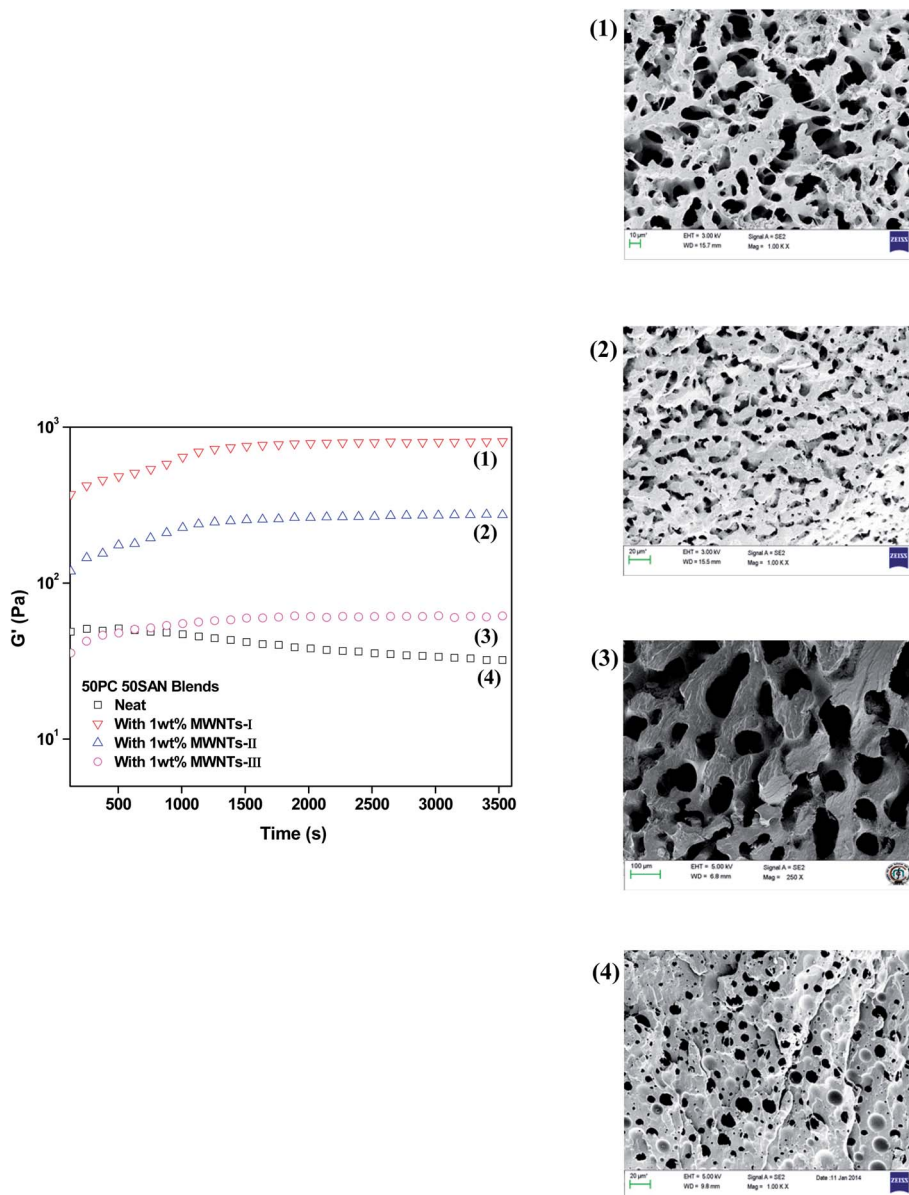 (1)
10 µm*
EHT = 3.00 kV
Signal A = SE2
WD = 15.7 mm
Mag = 1.00 K X
ZEISS
(2)
20 µm*
EHT = 3.00 kV
Signal A = SE2
WD = 15.5 mm
Mag = 1.00 K X
ZEISS
G' (Pa)
10³
10²
10¹
(1)
(2)
(3)
(4)
50PC 50SAN Blends
Neat
With 1wt% MWNTs-I
With 1wt% MWNTs-II
With 1wt% MWNTs-III
500 1000 1500 2000 2500 3000 3500
Time (s)
(3)
100 µm
EHT = 5.00 kV
Signal A = SE2
WD = 6.8 mm
Mag = 250 X
(4)
20 µm*
EHT = 5.00 kV
Signal A = SE2
Date :11 Jan 2014
WD = 9.8 mm
Mag = 1.00 K X
ZEISS